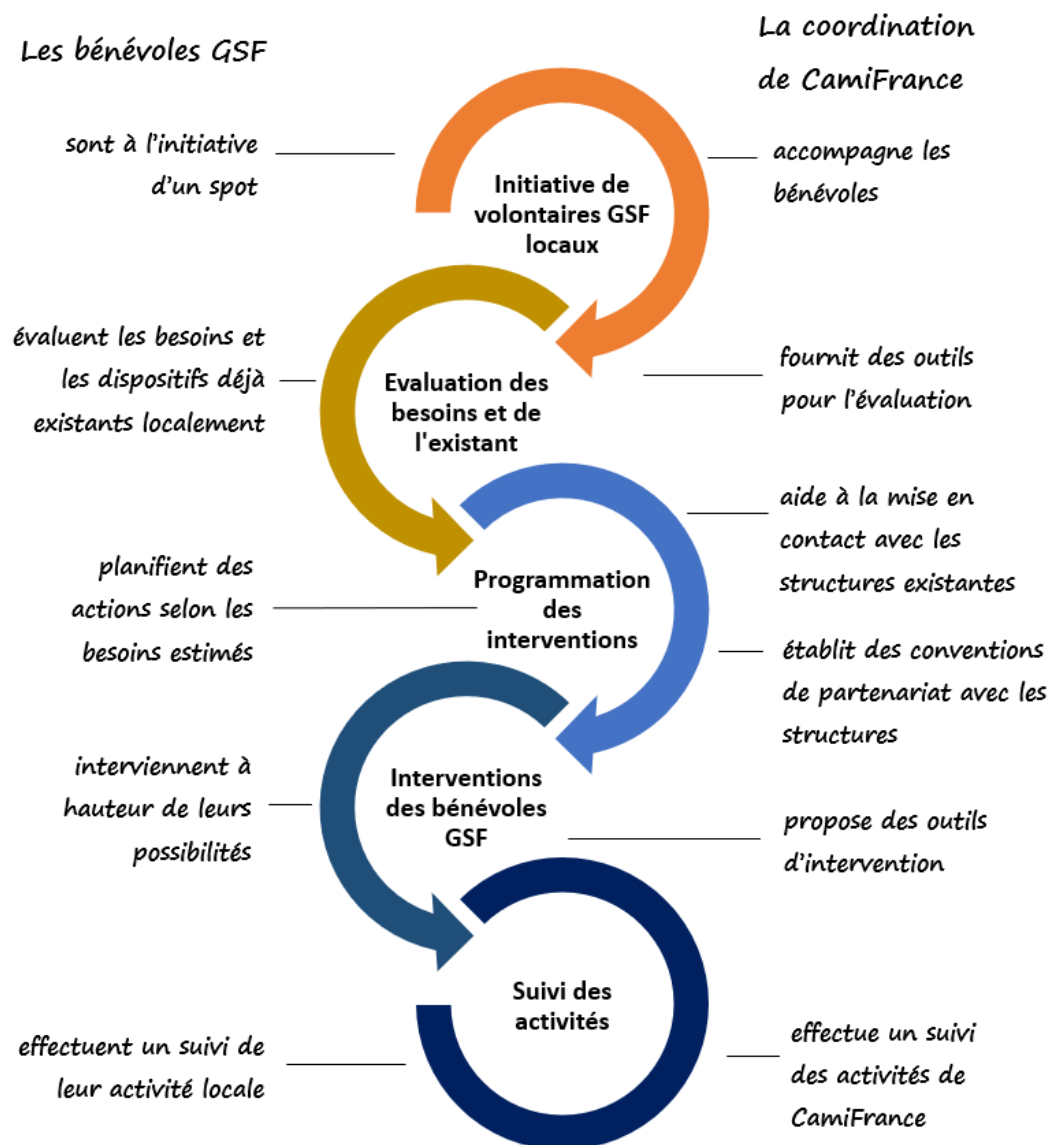 Les bénévoles GSF
La coordination
de CamiFrance
sont à l'initiative
d'un spot
Initiative de
volontaires GSF
locaux
accompagne les
bénévoles
évaluent les besoins et
les dispositifs déjà
existants localement
Evaluation des
besoins et de
l'existant
fournit des outils
pour l'évaluation
planifient des
actions selon les
besoins estimés
Programmation
des
interventions
aide à la mise en
contact avec les
structures existantes
établit des conventions
de partenariat avec les
structures
interviennent à
hauteur de leurs
possibilités
Interventions
des bénévoles
GSF
propose des outils
d'intervention
effectuent un suivi de
leur activité locale
Suivi des
activités
effectue un suivi
des activités de
CamiFrance